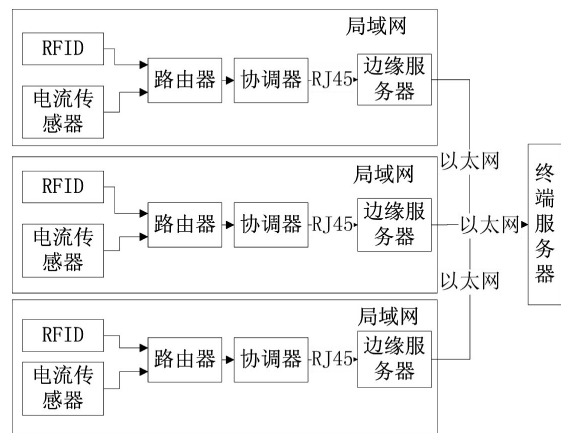 局域网
RFID
电流传
感器
路由器
协调器
RJ45
边缘服
务器
以太网
局域网
RFID
电流传
感器
路由器
协调器
RJ45
边缘服
务器
以太网
终
端
服
务
器
以太网
局域网
RFID
电流传
感器
路由器
协调器
RJ45
边缘服
务器